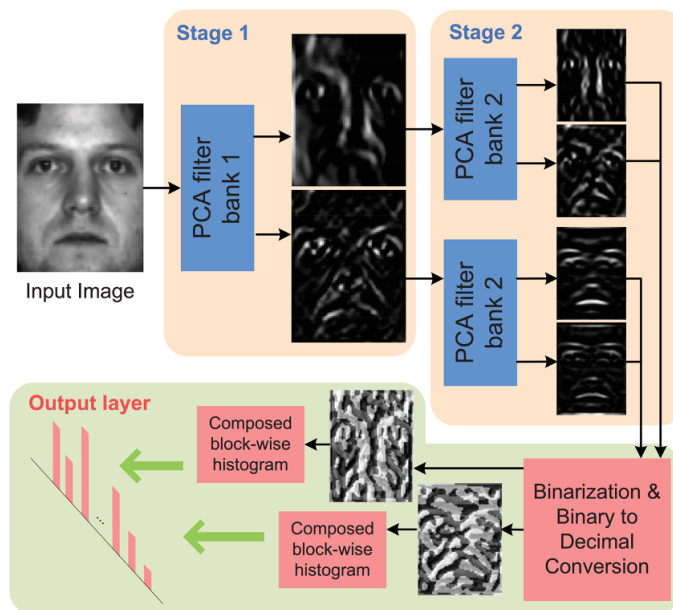 Stage 1
Stage 2
PCA filter
bank 1
PCA filter
bank 2
PCA filter
bank 2
Input Image
Output layer
Composed
block-wise
histogram
Composed
block-wise
histogram
Binarization &
Binary to
Decimal
Conversion
...